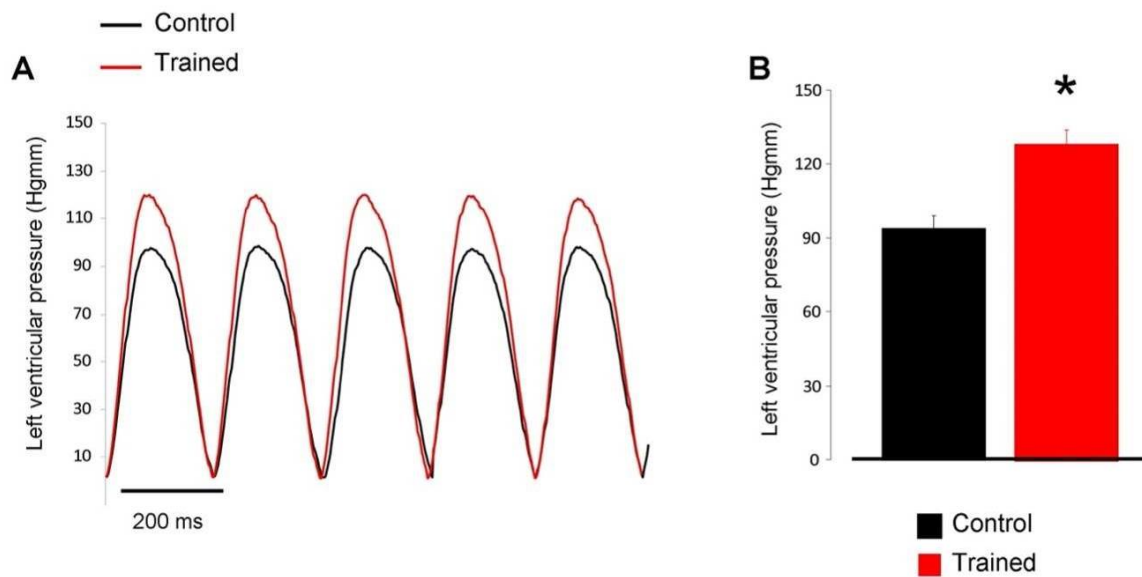 Control
Trained
A
Left ventricular pressure (Hgmm)
150
130
110
90
70
50
30
10
200 ms
B
*
Left ventricular pressure (Hgmm)
150
120
90
60
30
0
Control
Trained